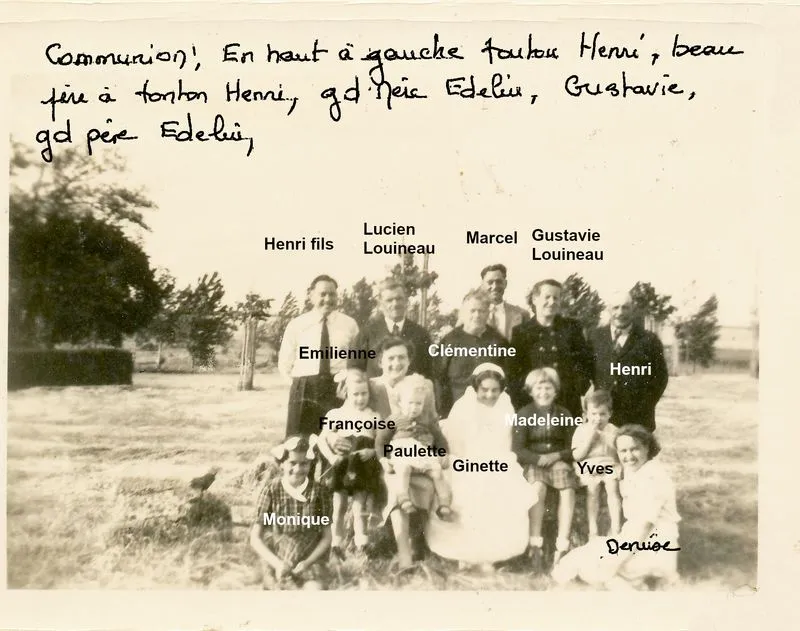 Communion! En haut à gauche tonton Henri, beau
père à tonton Henri, gd Edelin, Gustavie,
gd père Edelin,
Henri fils
Lucien
Louineau
Marcel
Gustavie
Louineau
Emilienne
Clémentine
Henri
Françoise
Madeleine
Paulette
Ginette
Yves
Monique
Denise